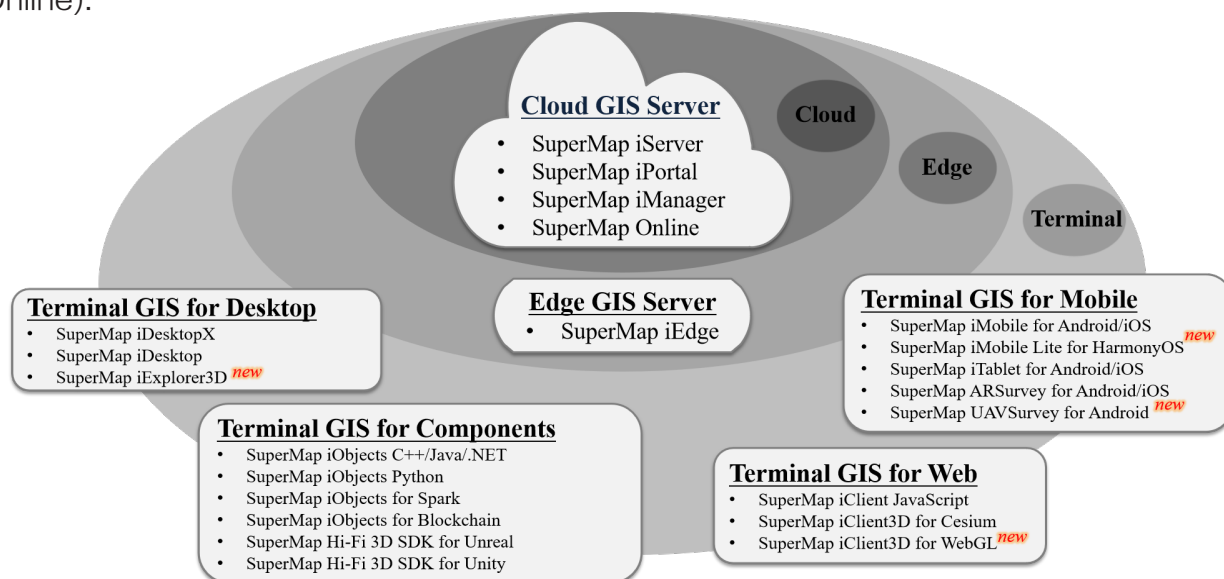 Online).
Cloud GIS Server
• SuperMap iServer
• SuperMap iPortal
• SuperMap iManager
• SuperMap Online
Cloud
Edge
Terminal
Edge GIS Server
• SuperMap iEdge
Terminal GIS for Desktop
• SuperMap iDesktopX
• SuperMap iDesktop
• SuperMap iExplorer3D new
Terminal GIS for Mobile
• SuperMap iMobile for Android/iOS
• SuperMap iMobile Lite for HarmonyOS new
• SuperMap iTablet for Android/iOS
• SuperMap ARSurvey for Android/iOS
• SuperMap UAVSurvey for Android new
Terminal GIS for Components
• SuperMap iObjects C++/Java/.NET
• SuperMap iObjects Python
• SuperMap iObjects for Spark
• SuperMap iObjects for Blockchain
• SuperMap Hi-Fi 3D SDK for Unreal
• SuperMap Hi-Fi 3D SDK for Unity
Terminal GIS for Web
• SuperMap iClient JavaScript
• SuperMap iClient3D for Cesium
• SuperMap iClient3D for WebGL new